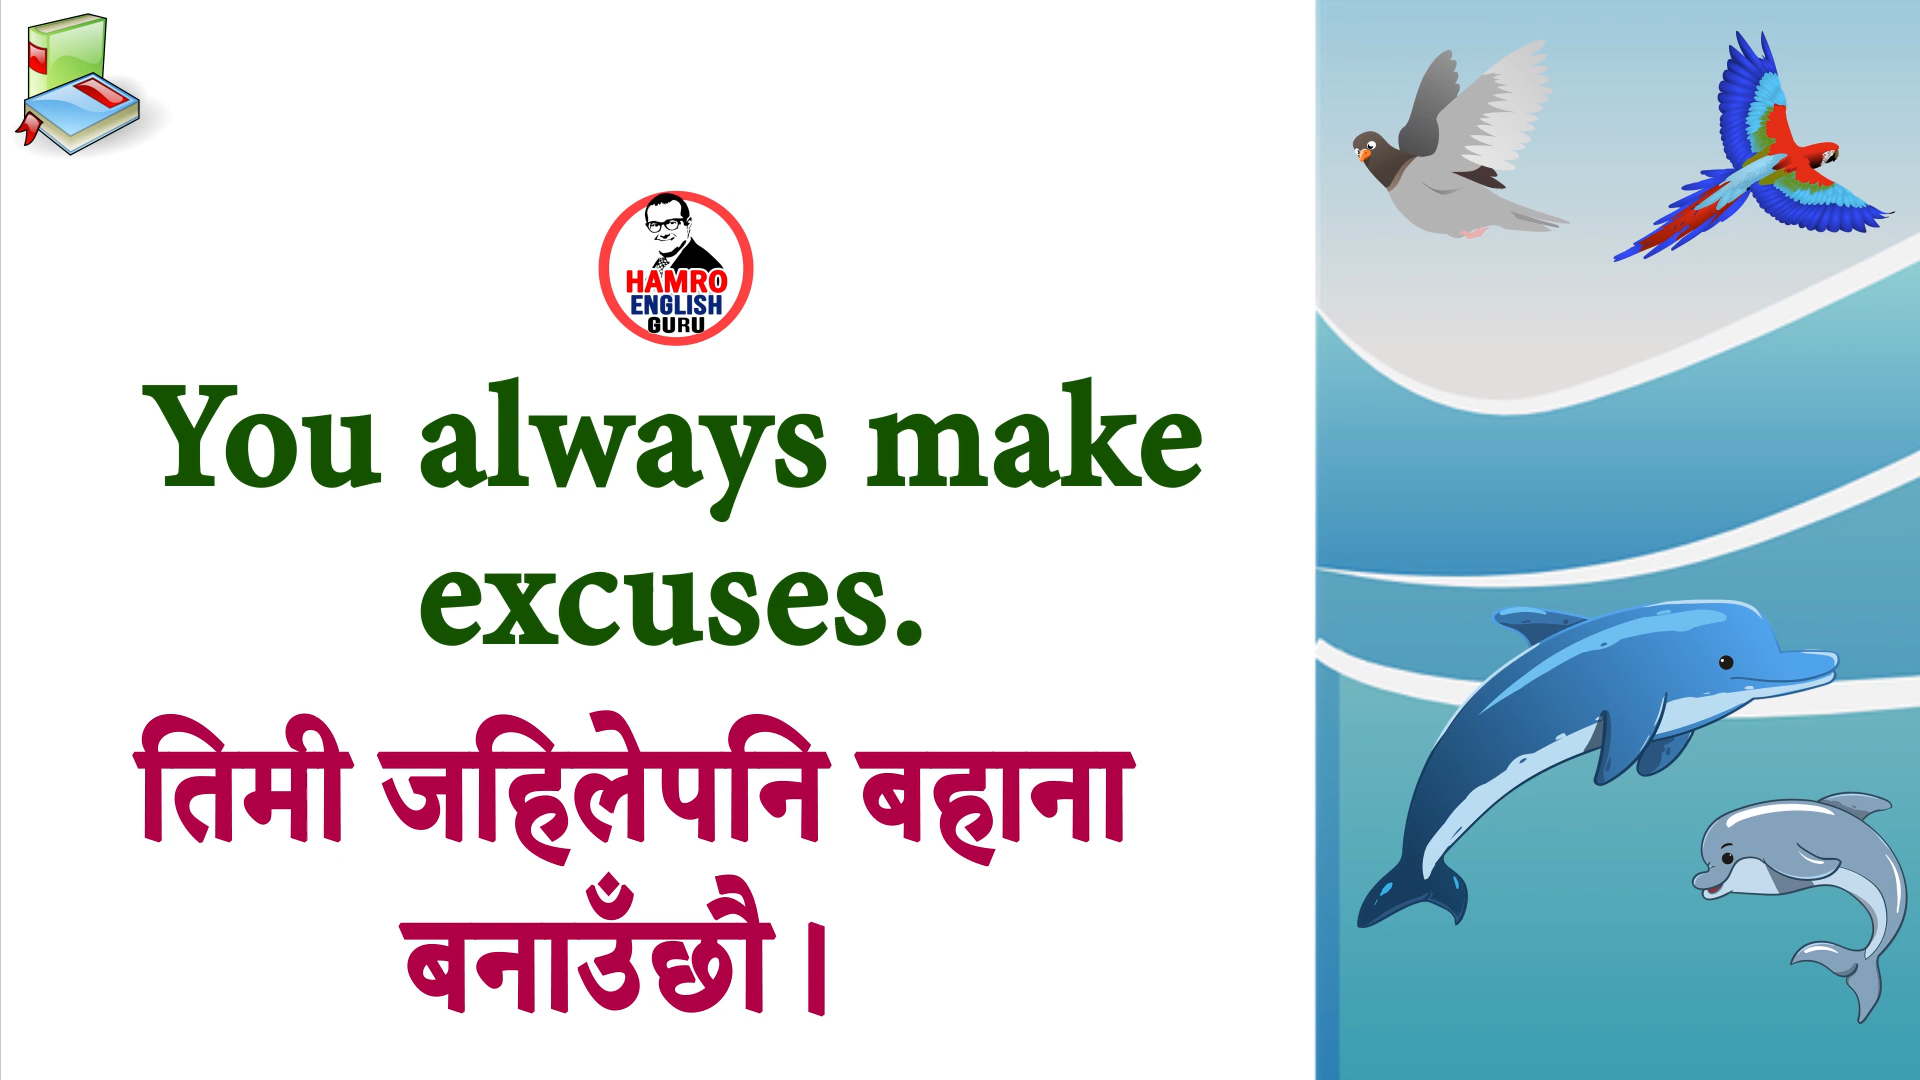 HAMRO
ENGLISH
GURU
You always make
excuses.
तिमी जहिलेपनि बहाना
बनाउँछौ ।